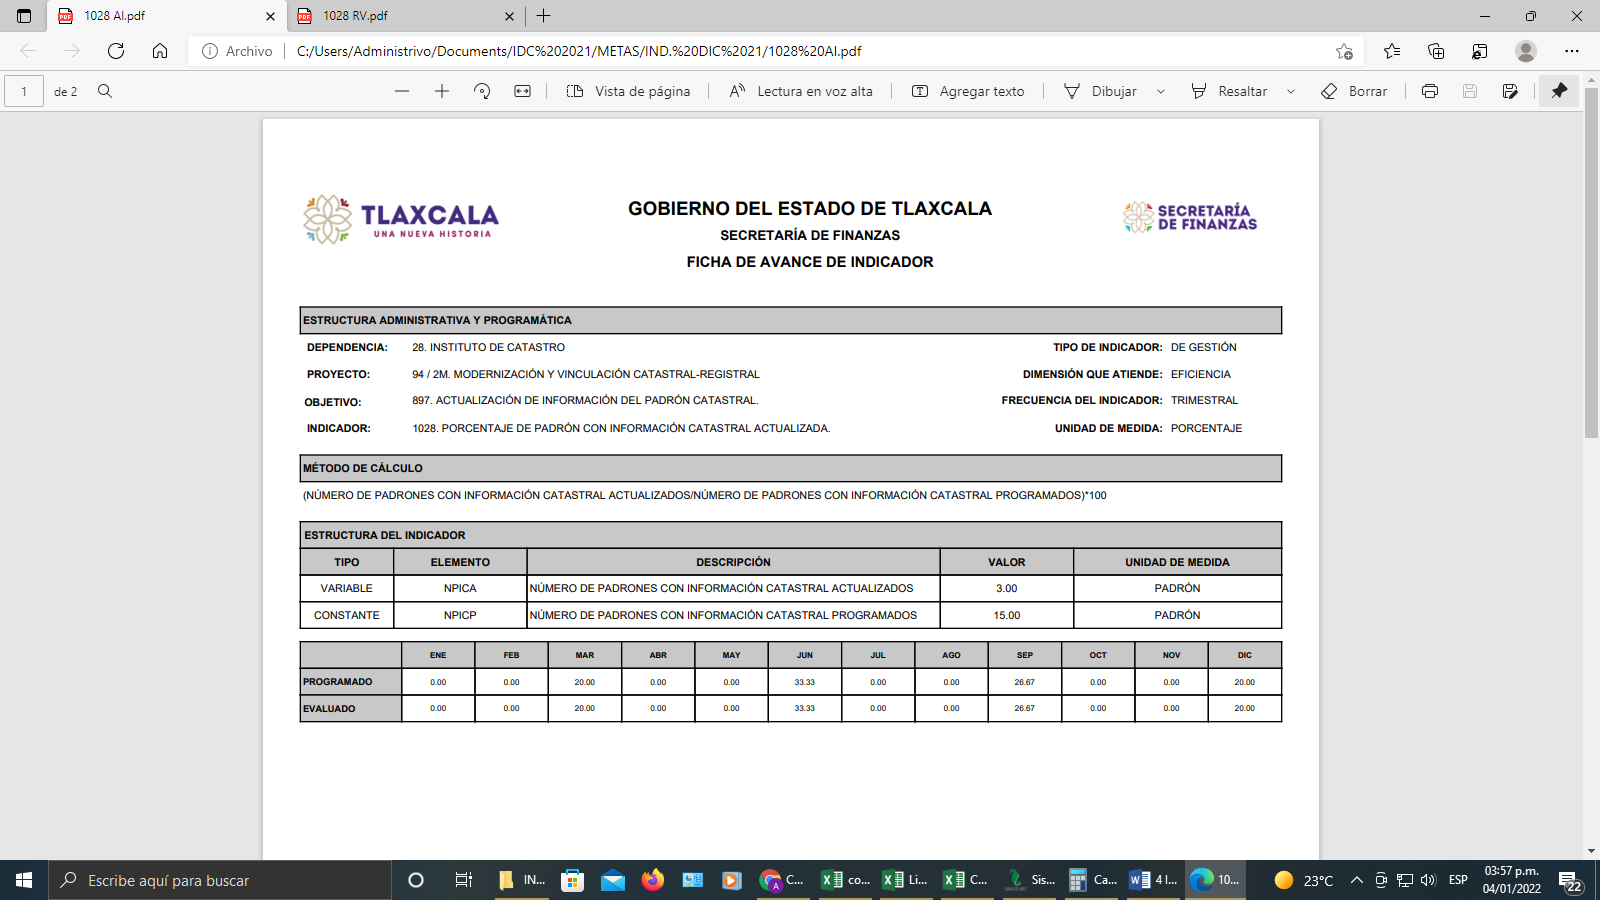 1028 AI.pdf
1028 RV.pdf
Archivo
C:/Users/Administrivo/Documents/IDC%202021/METAS/IND.%20DIC%2021/1028%20AI.pdf
1 de 2
Vista de página
Lectura en voz alta
Agregar texto
Dibujar
Resaltar
Borrar
TLAXCALA
UNA NUEVA HISTORIA
GOBIERNO DEL ESTADO DE TLAXCALA
SECRETARÍA DE FINANZAS
FICHA DE AVANCE DE INDICADOR
SECRETARÍA
DE FINANZAS
ESTRUCTURA ADMINISTRATIVA Y PROGRAMÁTICA
DEPENDENCIA: 28. INSTITUTO DE CATASTRO TIPO DE INDICADOR: DE GESTIÓN
PROYECTO: 94 / 2M. MODERNIZACIÓN Y VINCULACIÓN CATASTRAL-REGISTRAL DIMENSIÓN QUE ATIENDE: EFICIENCIA
OBJETIVO: 897. ACTUALIZACIÓN DE INFORMACIÓN DEL PADRÓN CATASTRAL. FRECUENCIA DEL INDICADOR: TRIMESTRAL
INDICADOR: 1028. PORCENTAJE DE PADRÓN CON INFORMACIÓN CATASTRAL ACTUALIZADA. UNIDAD DE MEDIDA: PORCENTAJE
MÉTODO DE CÁLCULO
(NÚMERO DE PADRONES CON INFORMACIÓN CATASTRAL ACTUALIZADOS/NÚMERO DE PADRONES CON INFORMACIÓN CATASTRAL PROGRAMADOS)*100
ESTRUCTURA DEL INDICADOR
TIPO ELEMENTO DESCRIPCIÓN VALOR UNIDAD DE MEDIDA
VARIABLE NPICA NÚMERO DE PADRONES CON INFORMACIÓN CATASTRAL ACTUALIZADOS 3.00 PADRÓN
CONSTANTE NPICP NÚMERO DE PADRONES CON INFORMACIÓN CATASTRAL PROGRAMADOS 15.00 PADRÓN
ENE FEB MAR ABR MAY JUN JUL AGO SEP OCT NOV DIC
PROGRAMADO 0.00 0.00 20.00 0.00 0.00 33.33 0.00 0.00 26.67 0.00 0.00 20.00
EVALUADO 0.00 0.00 20.00 0.00 0.00 33.33 0.00 0.00 26.67 0.00 0.00 20.00
Escribe aquí para buscar
IN...
C...
co...
Li...
C...
Sis...
Ca...
4 I...
10...
23°C
ESP
03:57 p.m.
04/01/2022
22